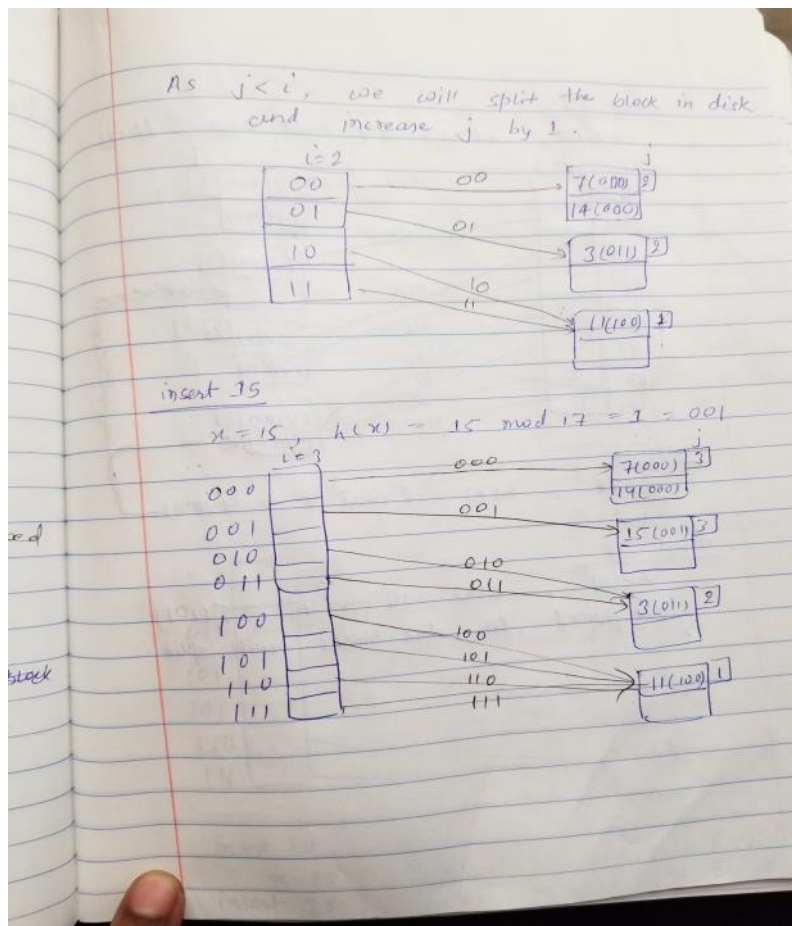 As j < i, we will split the block in disk
and increase j by 1.
i=2
j
00 00 7(000) 2
14(000)
01 01 3(011) 2
10 10
11 11 11(100) 1
insert 15
x = 15, h(x) = 15 mod 17 = 1 = 001
i=3
j
000 000 7(000) 3
14(000)
001 001 15(001) 3
010 010
011 011 3(011) 2
100 100
101 101
110 110 11(100) 1
111 111
ed
block